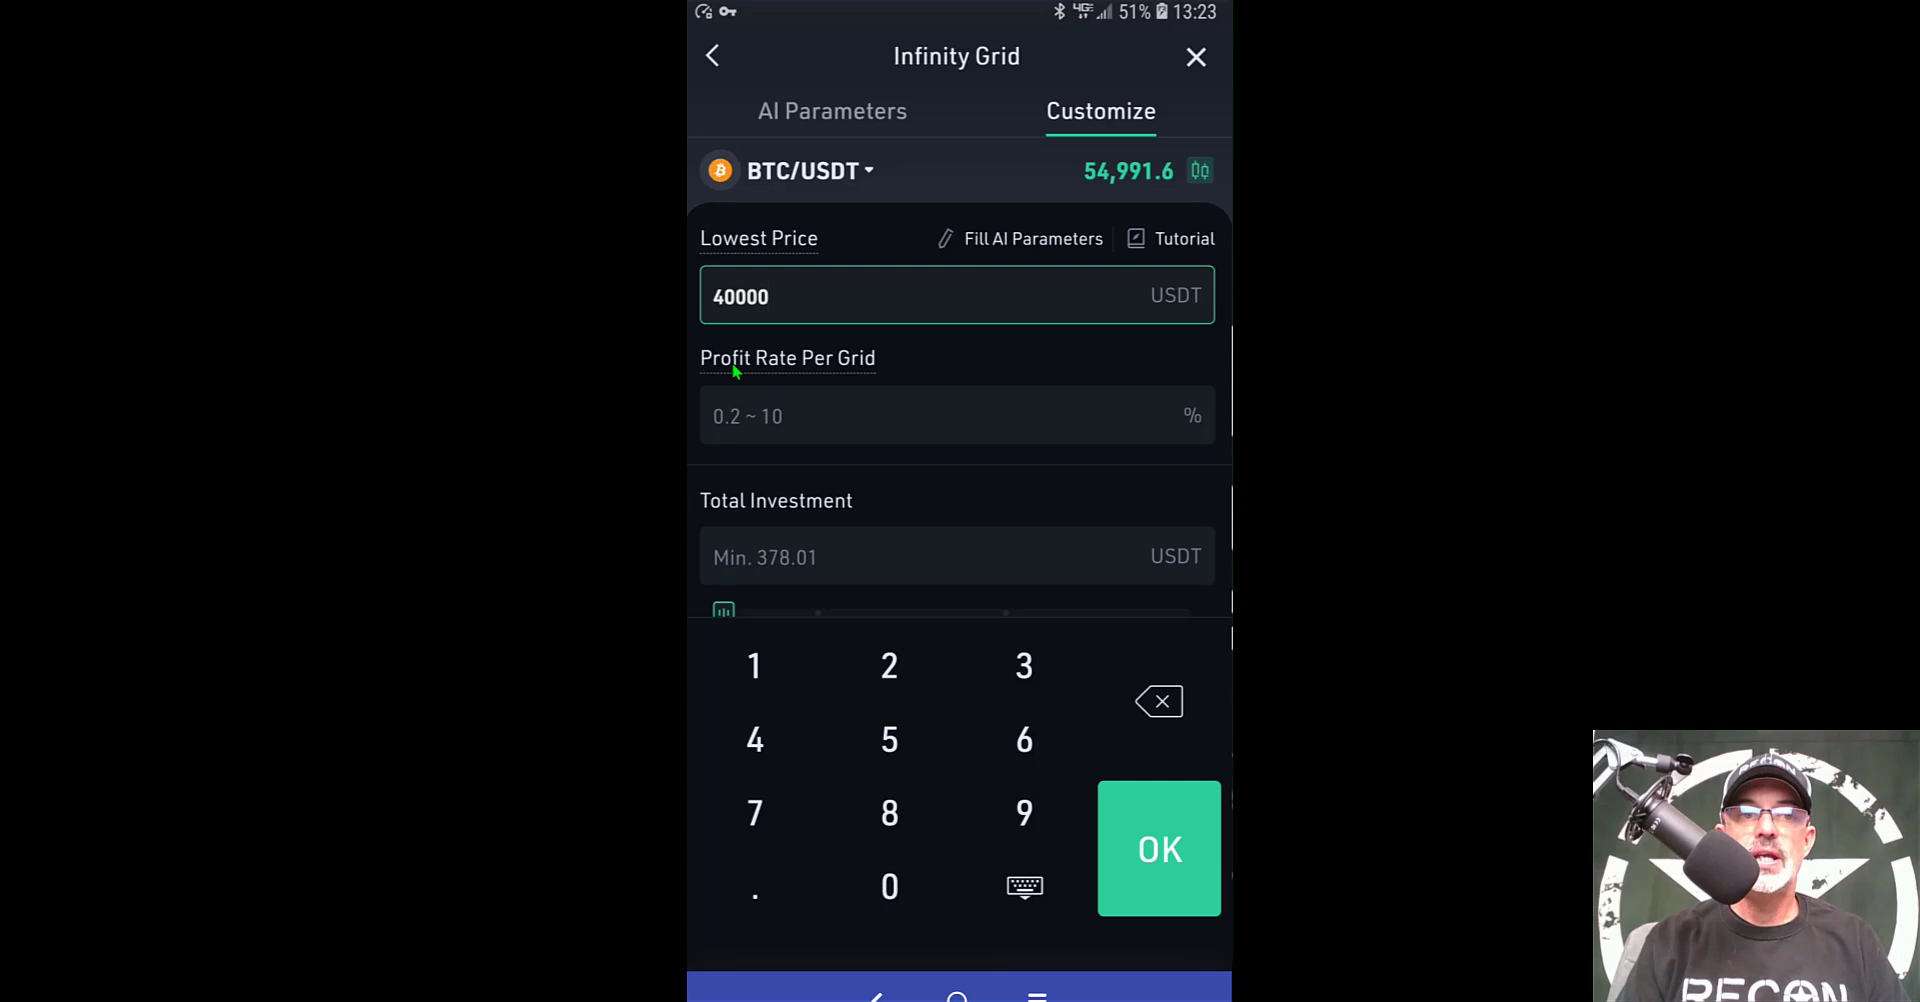 51% 13:23
Infinity Grid
AI Parameters Customize
BTC/USDT 54,991.6
Lowest Price Fill AI Parameters Tutorial
40000 USDT
Profit Rate Per Grid
0.2 ~ 10 %
Total Investment
Min. 378.01 USDT
1 2 3
4 5 6
7 8 9
OK
. 0
RECON
RECON